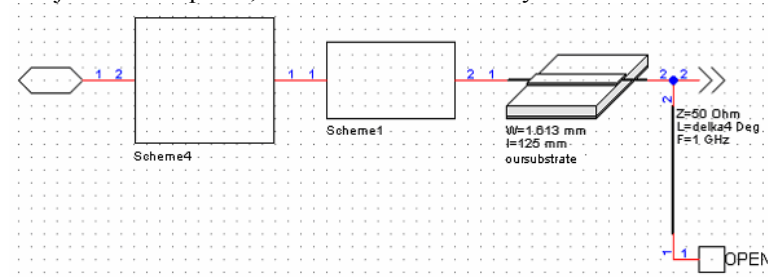 1 2 1 1 2 1 2 2
2
Scheme4
Scheme1
W=1.613 mm
l=125 mm
oursubstrate
Z=50 Ohm
L=delka4 Deg
F=1 GHz
1 1
OPEN